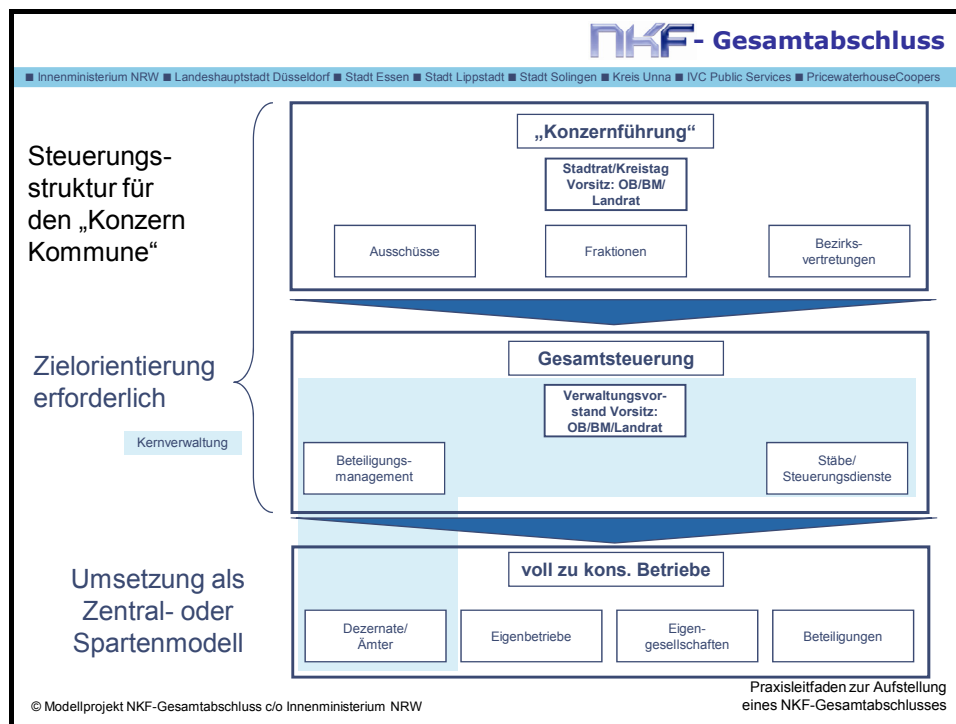 NKF - Gesamtabschluss
■ Innenministerium NRW ■ Landeshauptstadt Düsseldorf ■ Stadt Essen ■ Stadt Lippstadt ■ Stadt Solingen ■ Kreis Unna ■ IVC Public Services ■ PricewaterhouseCoopers
Steuerungs-
struktur für
den „Konzern
Kommune“
„Konzernführung“
Stadtrat/Kreistag
Vorsitz: OB/BM/
Landrat
Ausschüsse
Fraktionen
Bezirks-
vertretungen
Zielorientierung
erforderlich
Kernverwaltung
Gesamtsteuerung
Verwaltungsvor-
stand Vorsitz:
OB/BM/Landrat
Beteiligungs-
management
Stäbe/
Steuerungsdienste
Umsetzung als
Zentral- oder
Spartenmodell
voll zu kons. Betriebe
Dezernate/
Ämter
Eigenbetriebe
Eigen-
gesellschaften
Beteiligungen
© Modellprojekt NKF-Gesamtabschluss c/o Innenministerium NRW
Praxisleitfaden zur Aufstellung
eines NKF-Gesamtabschlusses